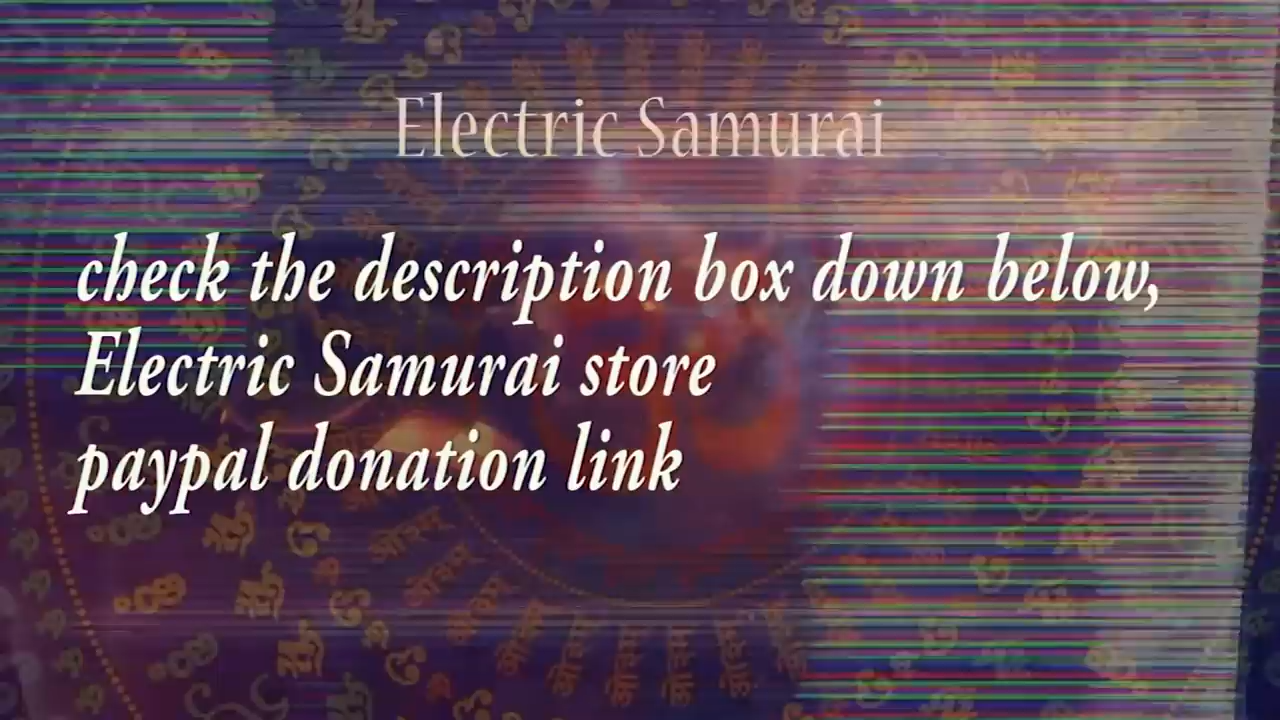 Electric Samurai
check the description box down below,
Electric Samurai store
paypal donation link